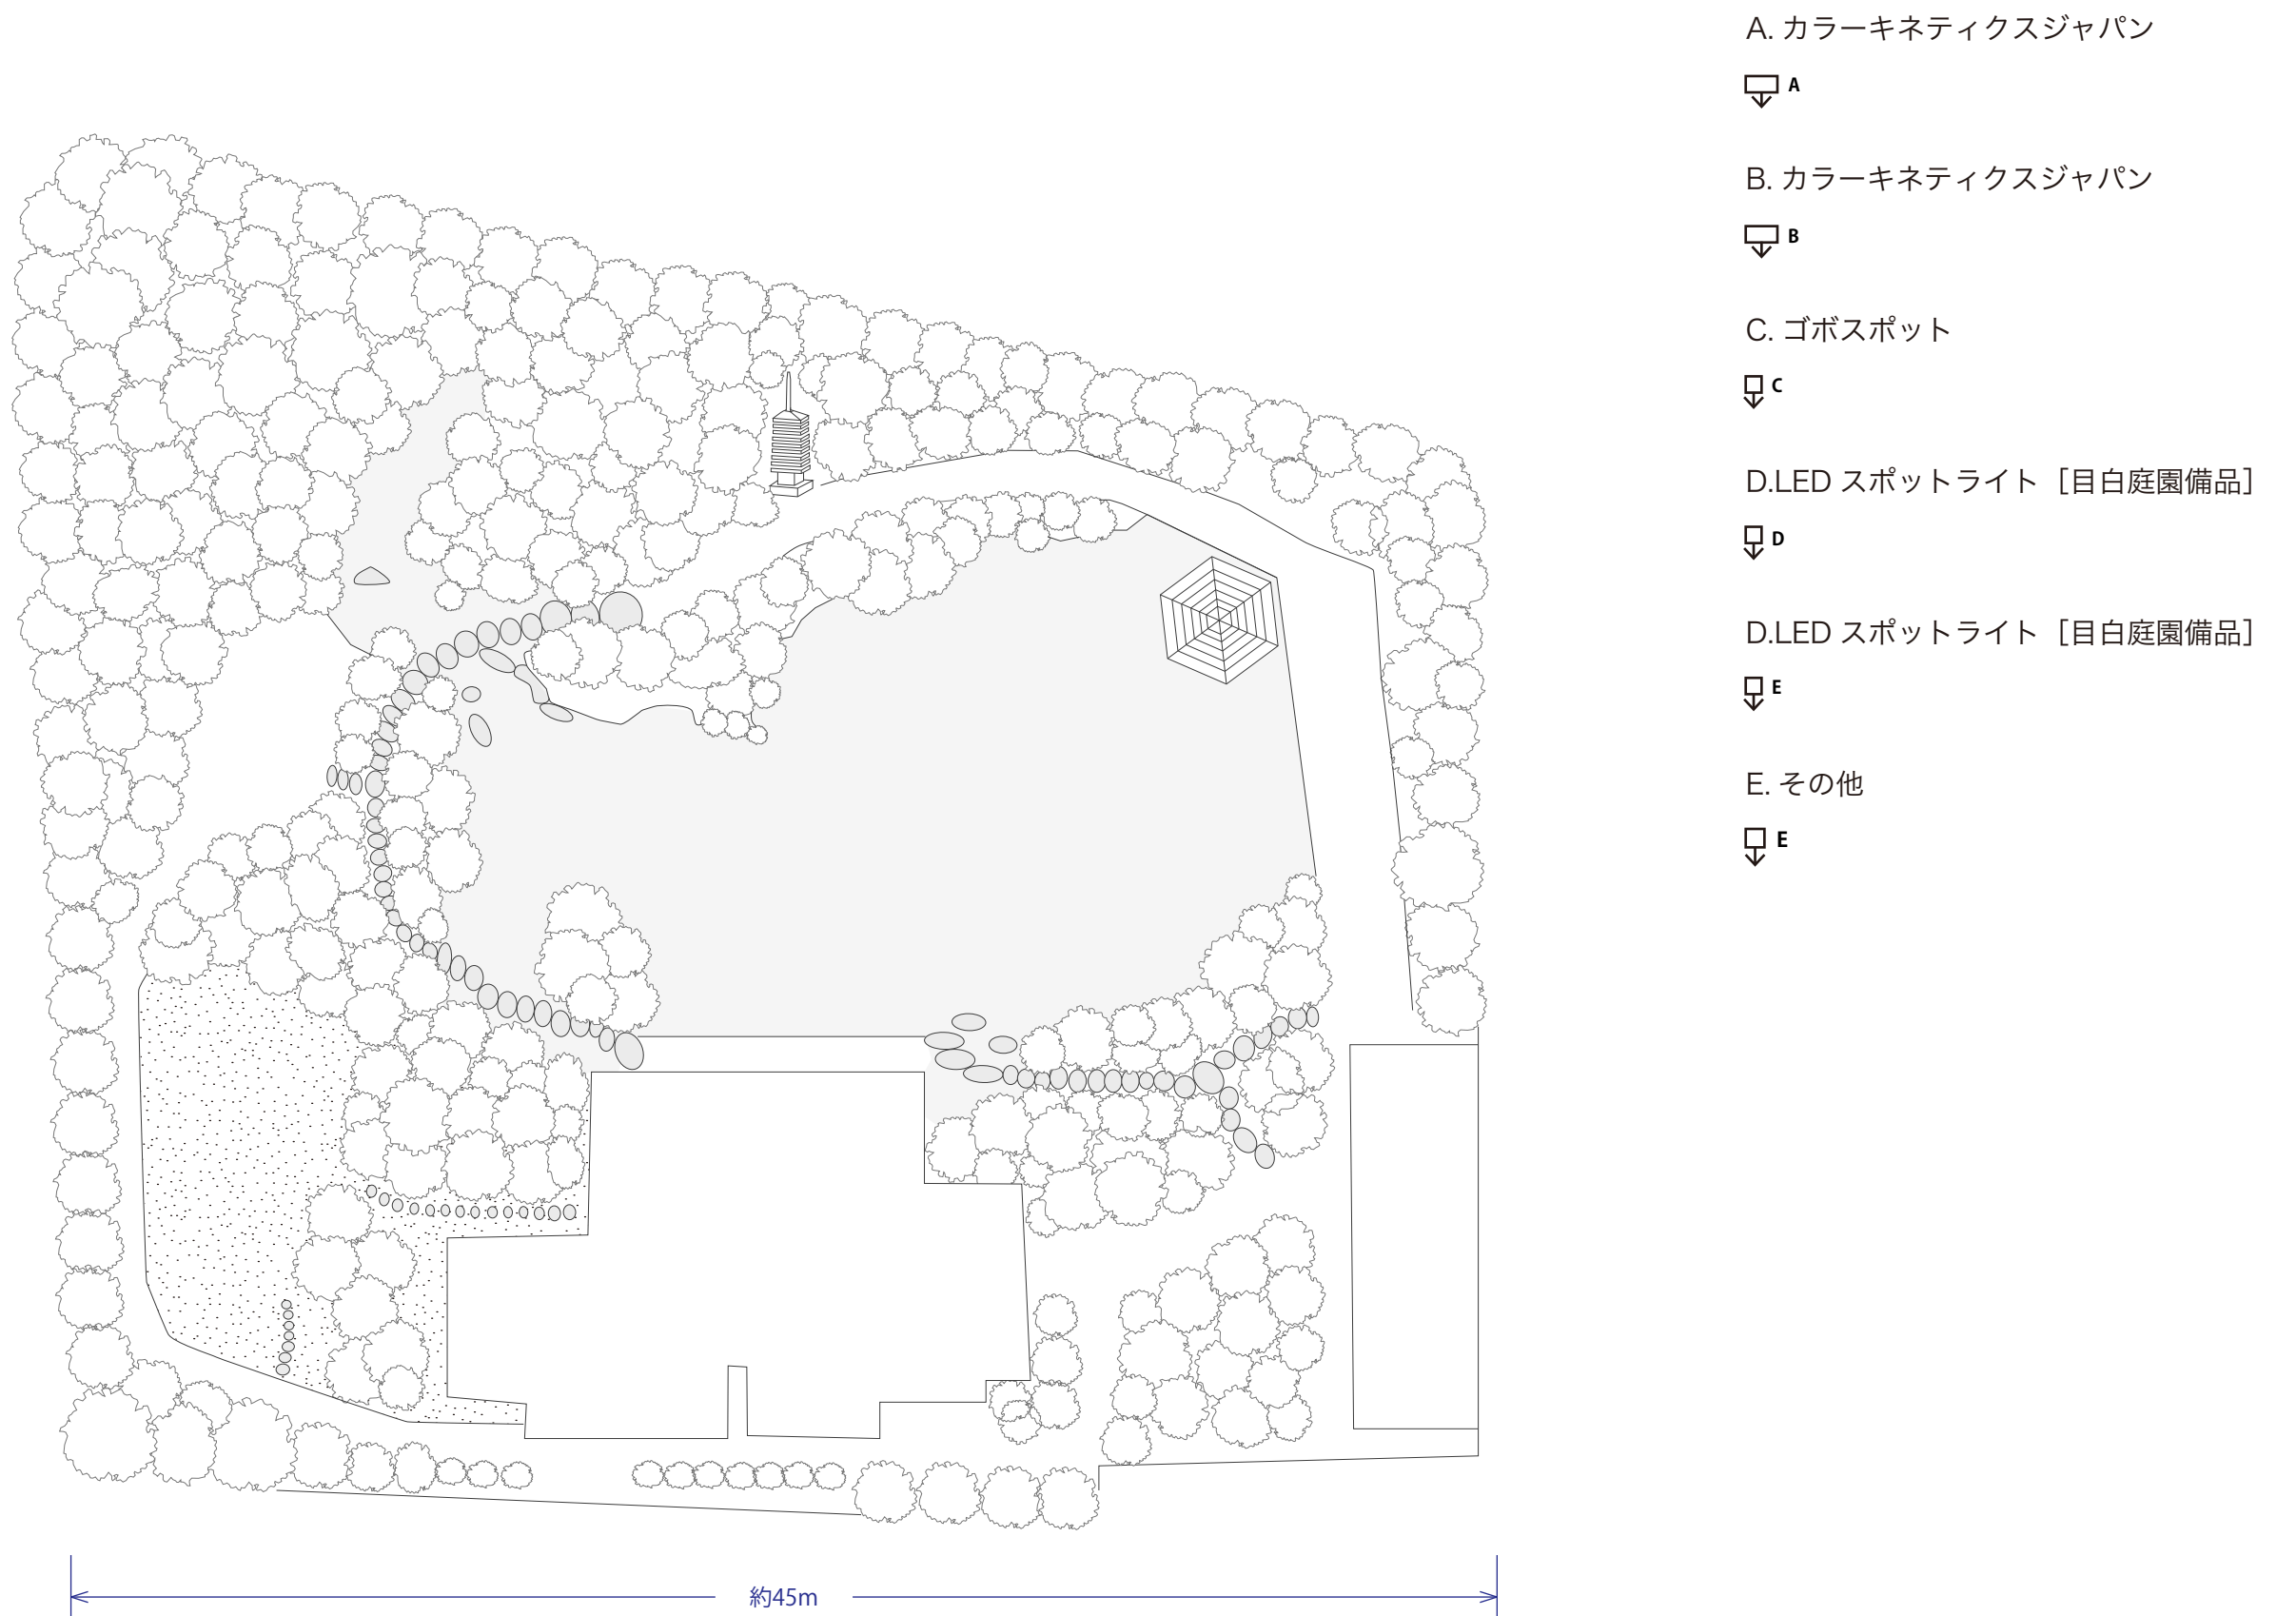 A. カラーキネティクスジャパン
A
B. カラーキネティクスジャパン
B
C. ゴボスポット
C
D.LED スポットライト［目白庭園備品］
D
D.LED スポットライト［目白庭園備品］
E
E. その他
E
約45m